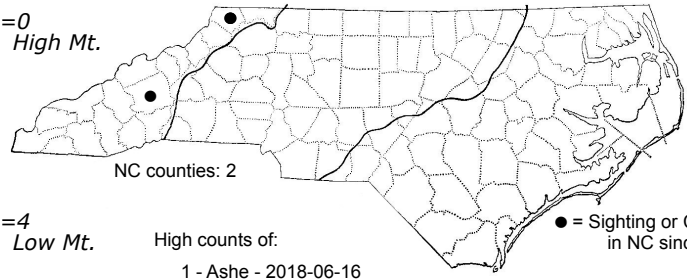 =0
High Mt.
NC counties: 2
=4
Low Mt.
High counts of:
1 - Ashe - 2018-06-16
● = Sighting or
in NC